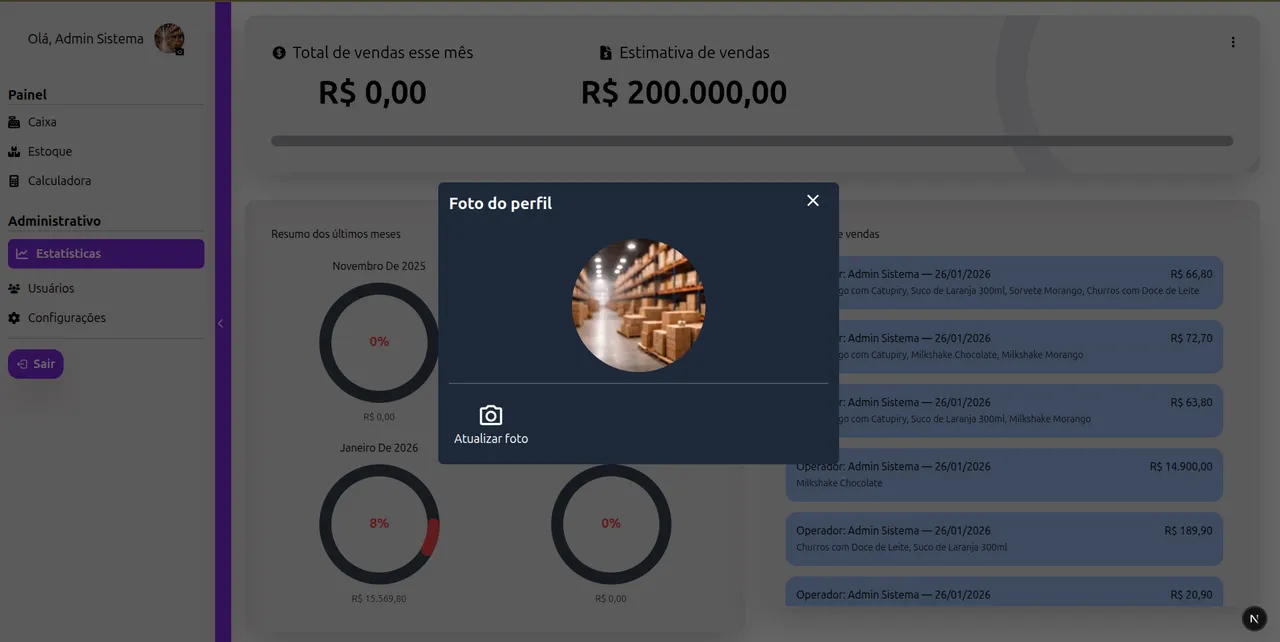 Olá, Admin Sistema
Painel
Caixa
Estoque
Calculadora
Administrativo
Estatísticas
Usuários
Configurações
Sair
Total de vendas esse mês
R$ 0,00
Estimativa de vendas
R$ 200.000,00
Foto do perfil
Atualizar foto
Resumo dos últimos meses
Novembro De 2025
0%
R$ 0,00
Janeiro De 2026
8%
R$ 15.569,80
0%
R$ 0,00
e vendas
r: Admin Sistema — 26/01/2026
R$ 66,80
go com Catupiry, Suco de Laranja 300ml, Sorvete Morango, Churros com Doce de Leite
r: Admin Sistema — 26/01/2026
R$ 72,70
go com Catupiry, Milkshake Chocolate, Milkshake Morango
r: Admin Sistema — 26/01/2026
R$ 63,80
go com Catupiry, Suco de Laranja 300ml, Milkshake Morango
Operador: Admin Sistema — 26/01/2026
R$ 14.900,00
Milkshake Chocolate
Operador: Admin Sistema — 26/01/2026
R$ 189,90
Churros com Doce de Leite, Suco de Laranja 300ml
Operador: Admin Sistema — 26/01/2026
R$ 20,90
N